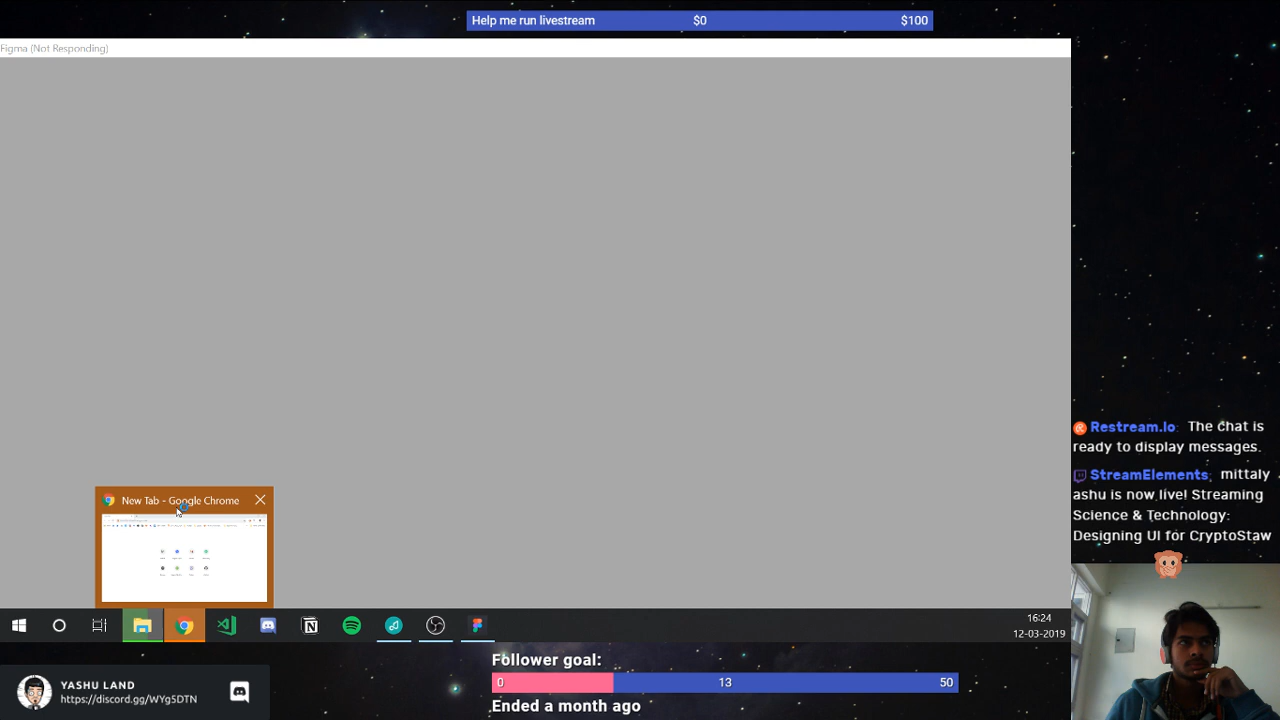 Help me run livestream $0 $100
Figma (Not Responding)
New Tab - Google Chrome
Restream.io: The chat is
ready to display messages.
StreamElements: mittaly
ashu is now live! Streaming
Science & Technology:
Designing UI for CryptoStaw
16:24
12-03-2019
YASHU LAND
https://discord.gg/WYg5DTN
Follower goal:
0 13 50
Ended a month ago